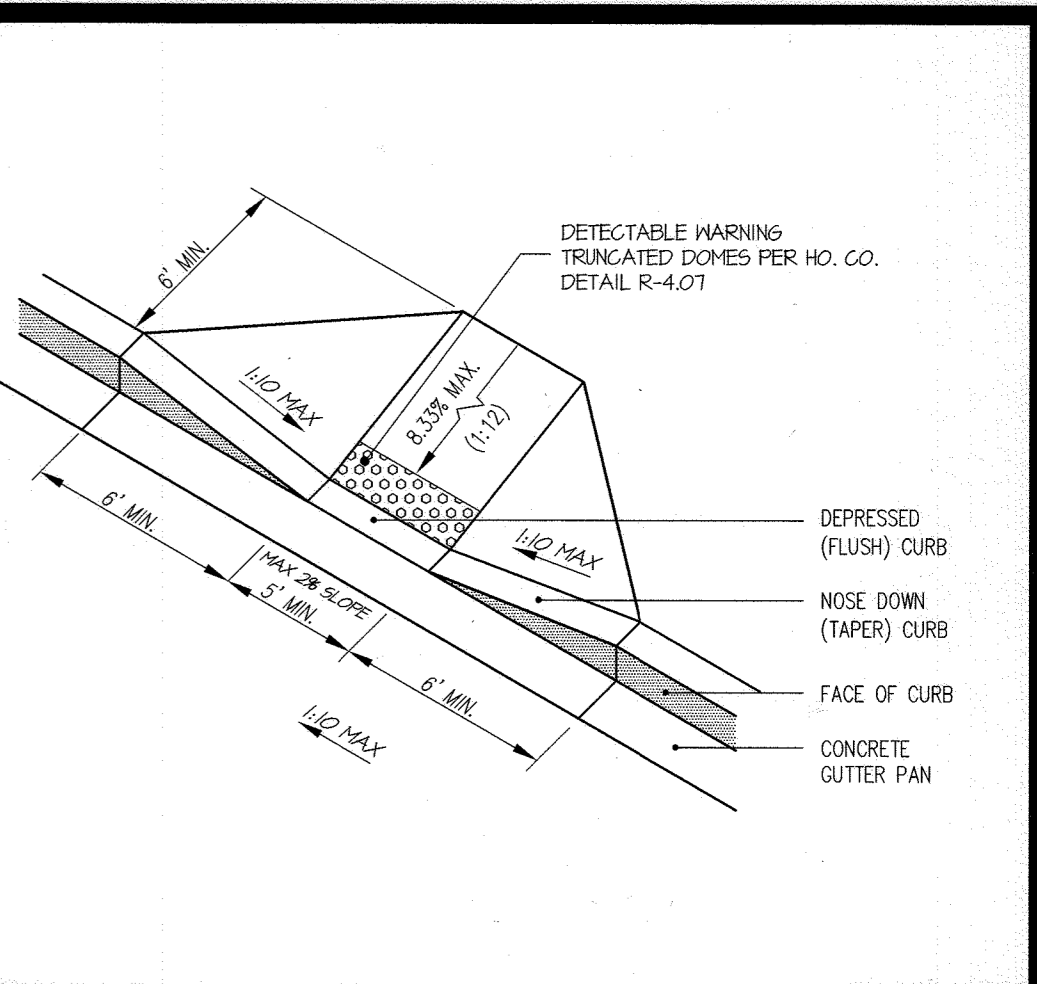 DETECTABLE WARNING
TRUNCATED DOMES PER HO. CO.
DETAIL R-4.07
6' MIN.
1:10 MAX
8.33% MAX.
(1:12)
1:10 MAX
DEPRESSED
(FLUSH) CURB
NOSE DOWN
(TAPER) CURB
FACE OF CURB
CONCRETE
GUTTER PAN
6' MIN.
MAX 2% SLOPE
5' MIN.
6' MIN.
1:10 MAX